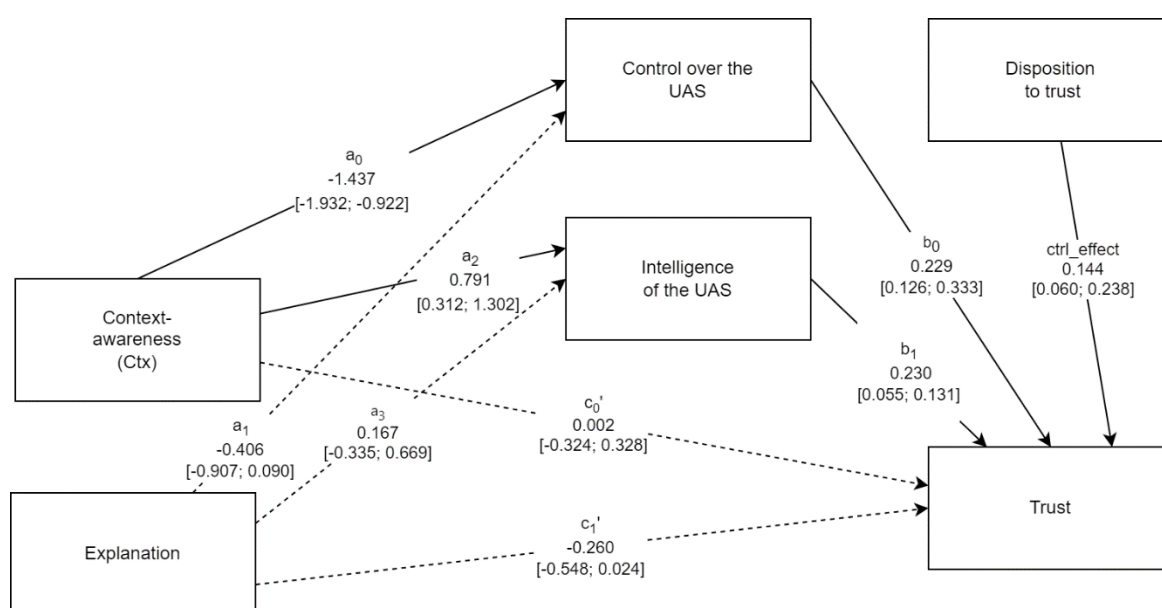 Control over the
UAS
Disposition
to trust
a0
-1.437
[-1.932; -0.922]
a2
0.791
[0.312; 1.302]
Intelligence
of the UAS
b0
0.229
[0.126; 0.333]
ctrl_effect
0.144
[0.060; 0.238]
Context-
awareness
(Ctx)
b1
0.230
[0.055; 0.131]
a1
-0.406
[-0.907; 0.090]
a3
0.167
[-0.335; 0.669]
c0'
0.002
[-0.324; 0.328]
Trust
Explanation
c1'
-0.260
[-0.548; 0.024]